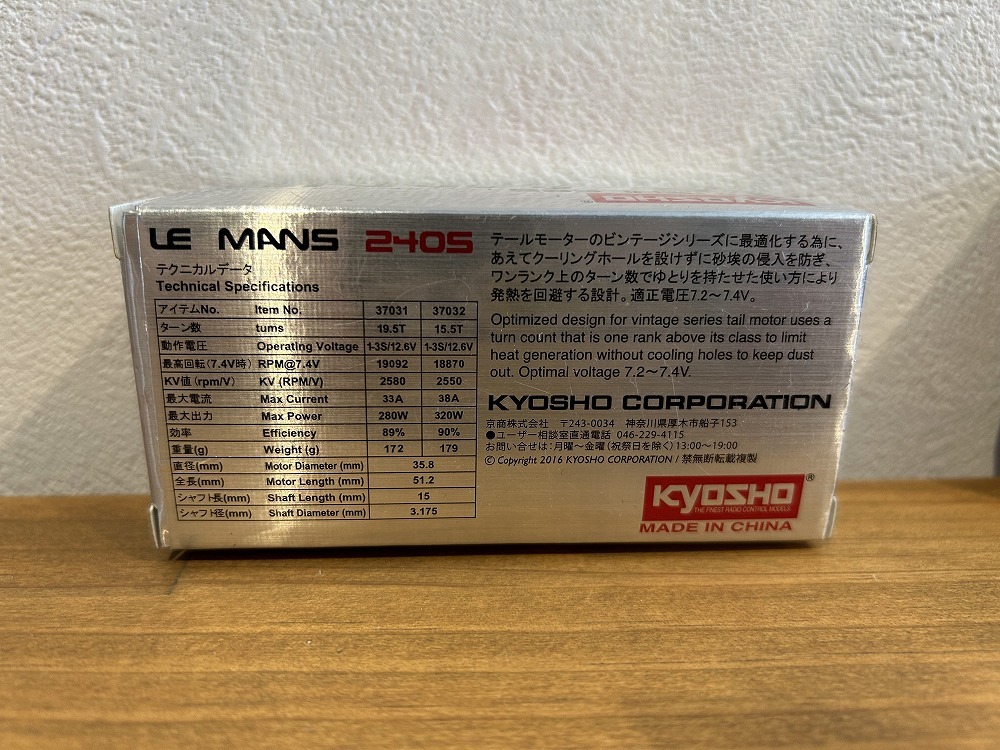 LE MANS 240S
テクニカルデータ
Technical Specifications
アイテムNo. Item No. 37031 37032
ターン数 tums 19.5T 15.5T
動作電圧 Operating Voltage 1-3S/12.6V 1-3S/12.6V
最高回転(7.4V時) RPM@7.4V 19092 18870
KV値(rpm/V) KV (RPM/V) 2580 2550
最大電流 Max Current 33A 38A
最大出力 Max Power 280W 320W
効率 Efficiency 89% 90%
重量(g) Weight (g) 172 179
直径(mm) Motor Diameter (mm) 35.8
全長(mm) Motor Length (mm) 51.2
シャフト長(mm) Shaft Length (mm) 15
シャフト径(mm) Shaft Diameter (mm) 3.175
テールモーターのビンテージシリーズに最適化する為に、
あえてクーリングホールを設けずに砂埃の侵入を防ぎ、
ワンランク上のターン数でゆとりを持たせた使い方により
発熱を回避する設計。適正電圧7.2〜7.4V。
Optimized design for vintage series tail motor uses a
turn count that is one rank above its class to limit
heat generation without cooling holes to keep dust
out. Optimal voltage 7.2〜7.4V.
KYOSHO CORPORATION
京商株式会社 〒243-0034 神奈川県厚木市船子153
●ユーザー相談室直通電話 046-229-4115
お問い合せは:月曜〜金曜(祝祭日を除く)13:00〜19:00
© Copyright 2016 KYOSHO CORPORATION / 禁無断転載複製
KYOSHO®
THE FINEST RADIO CONTROL MODELS
MADE IN CHINA